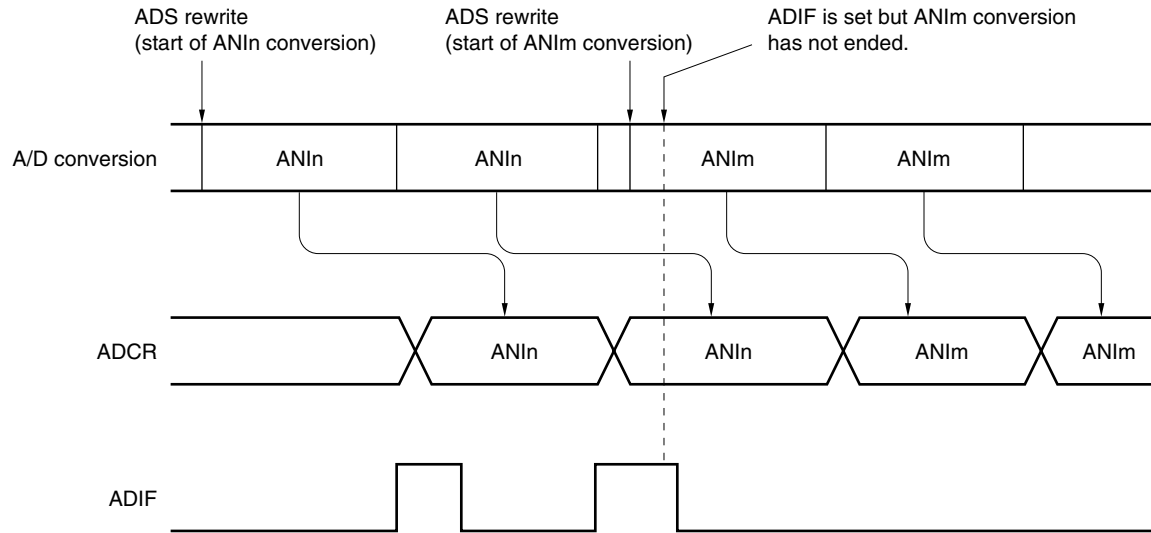 ADS rewrite
(start of ANIn conversion)
ADS rewrite
(start of ANIm conversion)
ADIF is set but ANIm conversion
has not ended.
A/D conversion
ANIn
ANIn
ANIm
ANIm
ADCR
ANIn
ANIn
ANIm
ANIm
ADIF